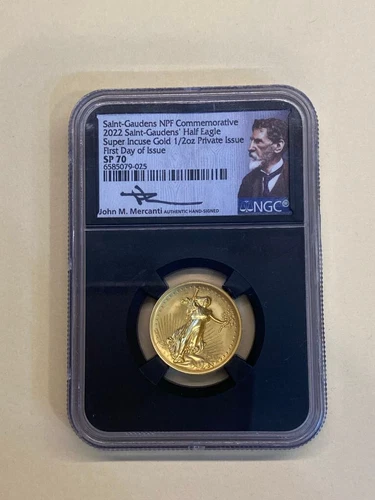 Saint-Gaudens NPF Commemorative
2022 Saint-Gaudens' Half Eagle
Super Incuse Gold 1/2oz Private Issue
First Day of Issue
SP 70
6585079-025
John M. Mercanti AUTHENTIC HAND-SIGNED
NGC®